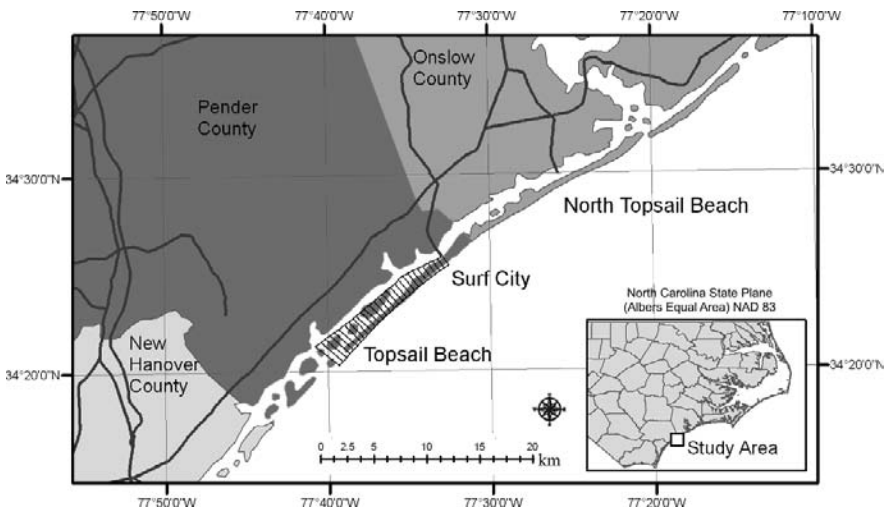 77°50'0"W
77°40'0"W
77°30'0"W
77°20'0"W
77°10'0"W
Onslow
County
Pender
County
34°30'0"N
34°30'0"N
North Topsail Beach
Surf City
North Carolina State Plane
(Albers Equal Area) NAD 83
New
Hanover
County
Topsail Beach
34°20'0"N
34°20'0"N
0 2.5 5 10 15 20
km
Study Area
77°50'0"W
77°40'0"W
77°30'0"W
77°20'0"W
77°10'0"W